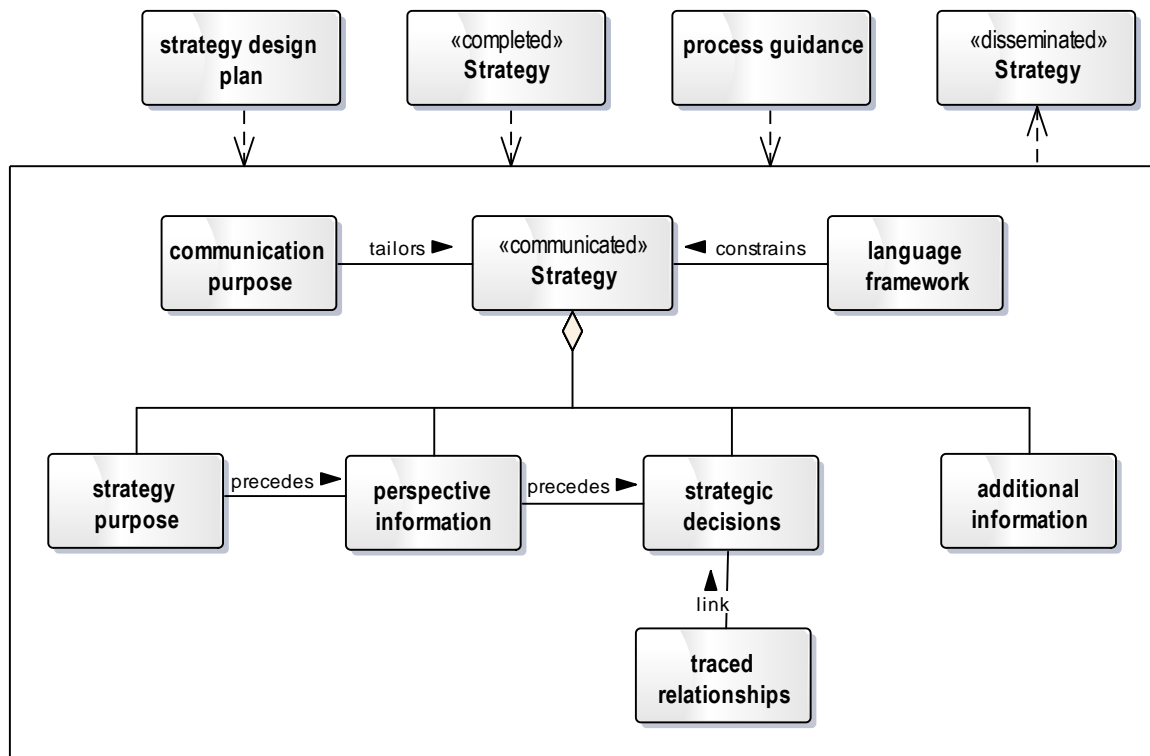 strategy design
plan
«completed»
Strategy
process guidance
«disseminated»
Strategy
communication
purpose
tailors
«communicated»
Strategy
constrains
language
framework
strategy
purpose
precedes
perspective
information
precedes
strategic
decisions
additional
information
link
traced
relationships